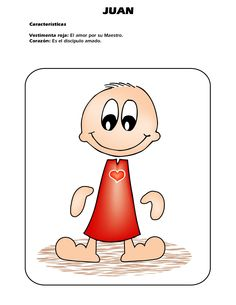 JUAN
Características
Vestimenta roja: El amor por su Maestro.
Corazón: Es el discípulo amado.